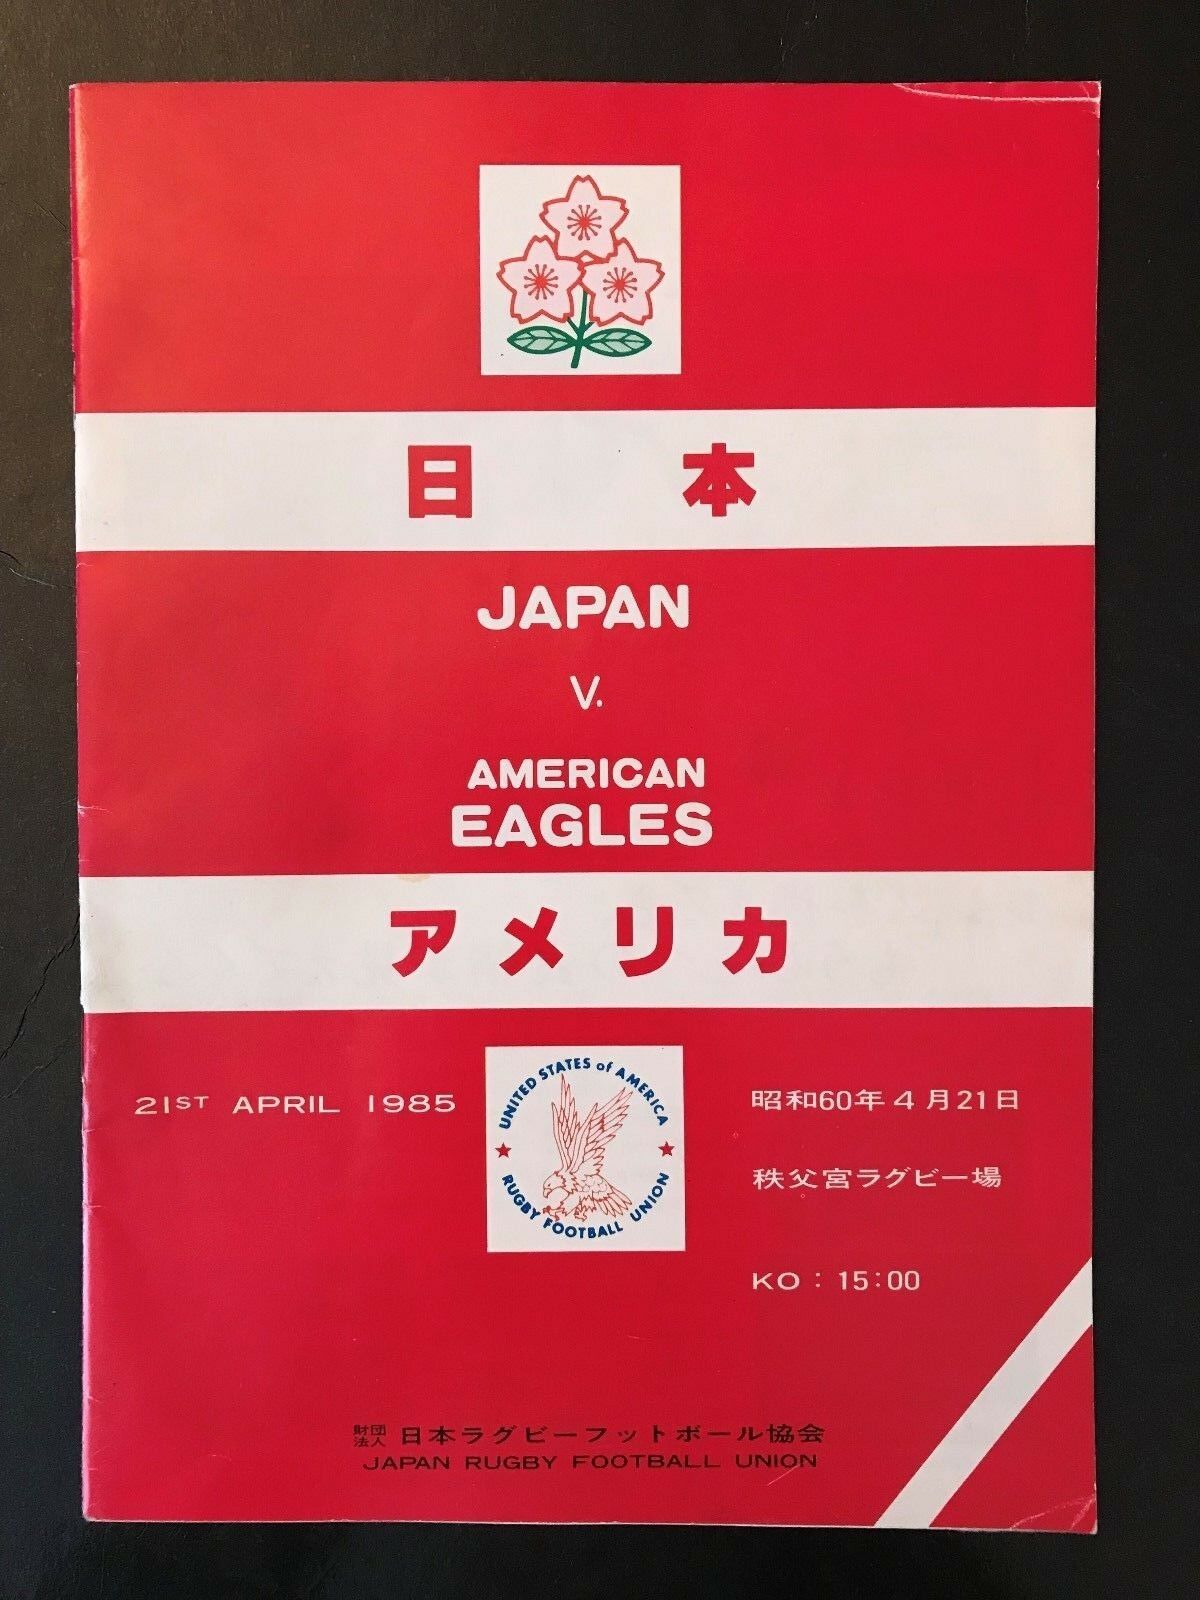 日本
JAPAN
V.
AMERICAN
EAGLES
アメリカ
21ST APRIL 1985
UNITED STATES of AMERICA
★ ★
RUGBY FOOTBALL UNION
昭和60年4月21日
秩父宮ラグビー場
KO : 15:00
財団法人 日本ラグビーフットボール協会
JAPAN RUGBY FOOTBALL UNION